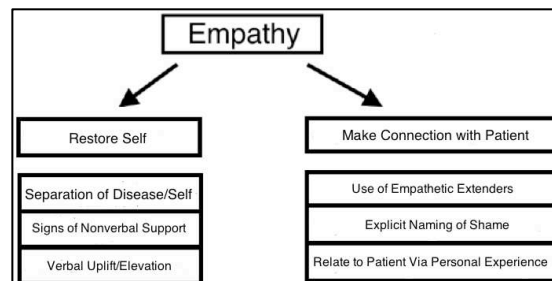 Empathy
Restore Self
Make Connection with Patient
Separation of Disease/Self
Signs of Nonverbal Support
Verbal Uplift/Elevation
Use of Empathetic Extenders
Explicit Naming of Shame
Relate to Patient Via Personal Experience